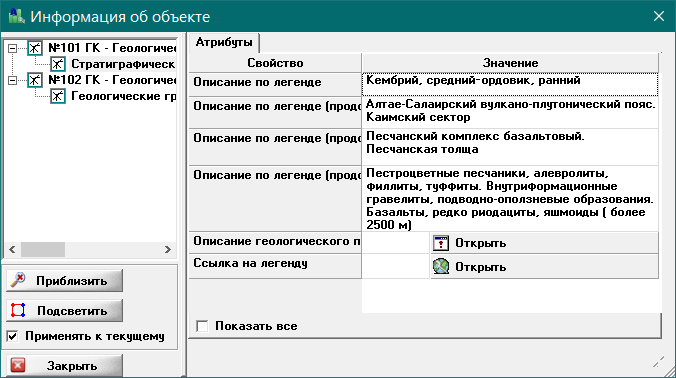 Информация об объекте
№101 ГК - Геологиче
Стратиграфическ
№102 ГК - Геологиче
Геологические гр
Приблизить
Подсветить
Применять к текущему
Закрыть
Атрибуты
Свойство Значение
Описание по легенде Кембрий, средний-ордовик, ранний
Описание по легенде (продо Алтае-Салаирский вулкано-плутонический пояс.
Каимский сектор
Описание по легенде (продо Песчанский комплекс базальтовый.
Песчанская толща
Описание по легенде (продо Пестроцветные песчаники, алевролиты,
филлиты, туффиты. Внутриформационные
гравелиты, подводно-оползневые образования.
Базальты, редко риодациты, яшмоиды ( более
2500 м)
Описание геологического п Открыть
Ссылка на легенду Открыть
Показать все